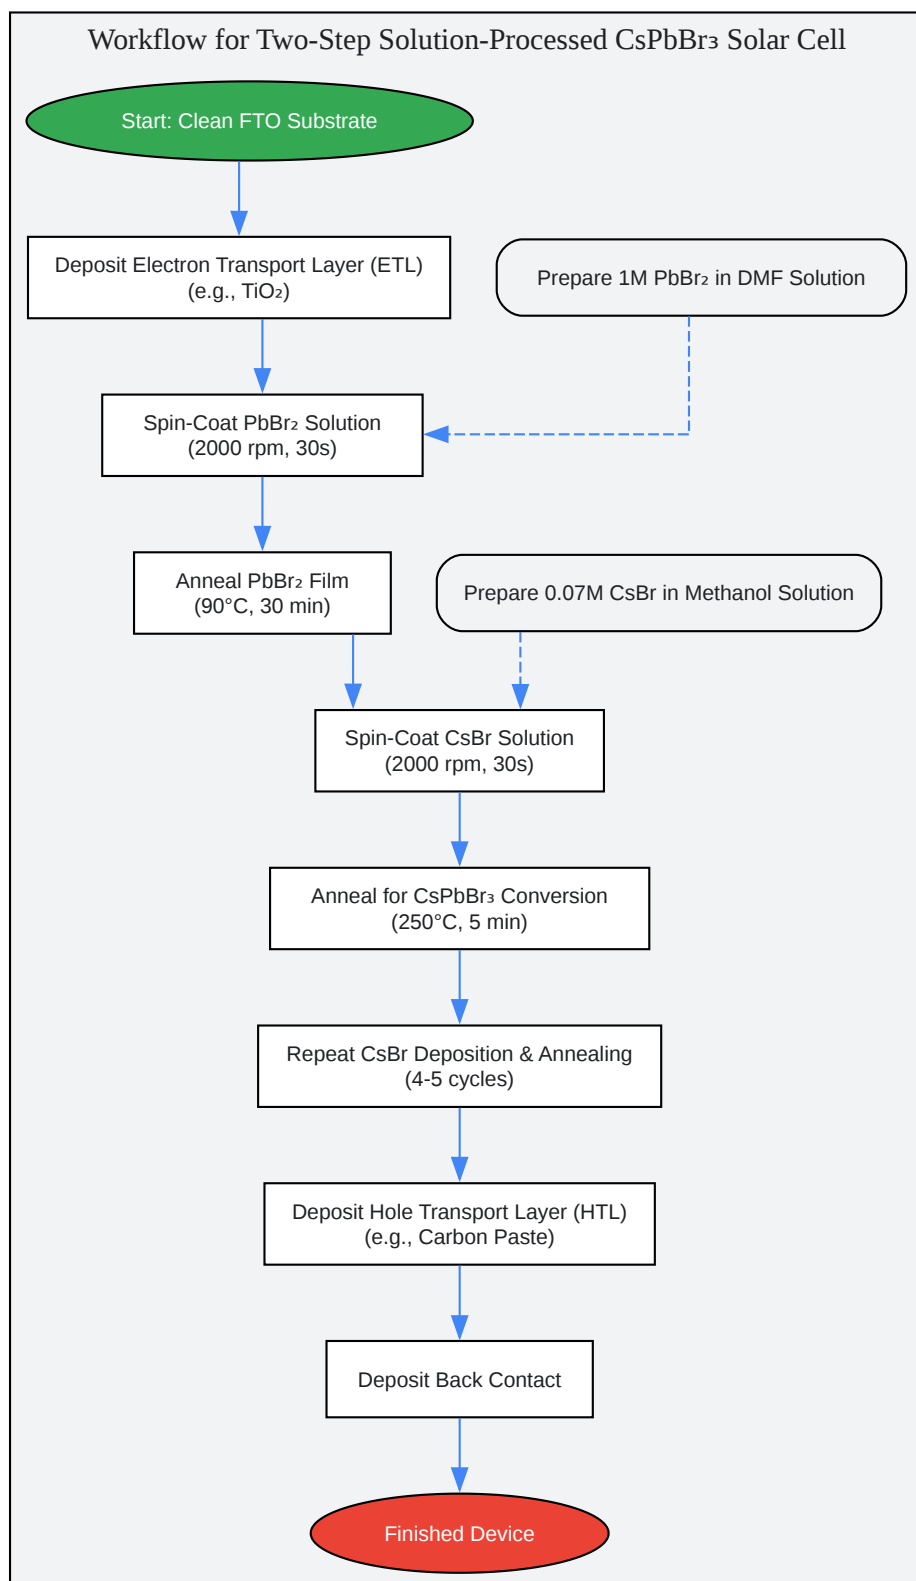 Workflow for Two-Step Solution-Processed CsPbBr₃ Solar Cell
Start: Clean FTO Substrate
Deposit Electron Transport Layer (ETL)
(e.g., TiO₂)
Prepare 1M PbBr₂ in DMF Solution
Spin-Coat PbBr₂ Solution
(2000 rpm, 30s)
Anneal PbBr₂ Film
(90°C, 30 min)
Prepare 0.07M CsBr in Methanol Solution
Spin-Coat CsBr Solution
(2000 rpm, 30s)
Anneal for CsPbBr₃ Conversion
(250°C, 5 min)
Repeat CsBr Deposition & Annealing
(4-5 cycles)
Deposit Hole Transport Layer (HTL)
(e.g., Carbon Paste)
Deposit Back Contact
Finished Device